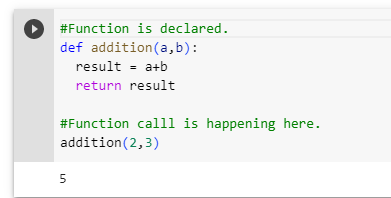 #Function is declared.
def addition(a,b):
  result = a+b
  return result

#Function calll is happening here.
addition(2,3)

5